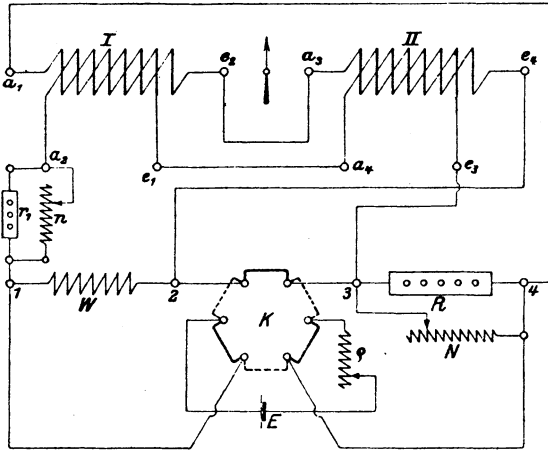 I II
a₁ e₂ a₃ e₄
a₂ e₁ a₄ e₃
r₁ n
1 W 2 K 3 R 4
ϱ N
E